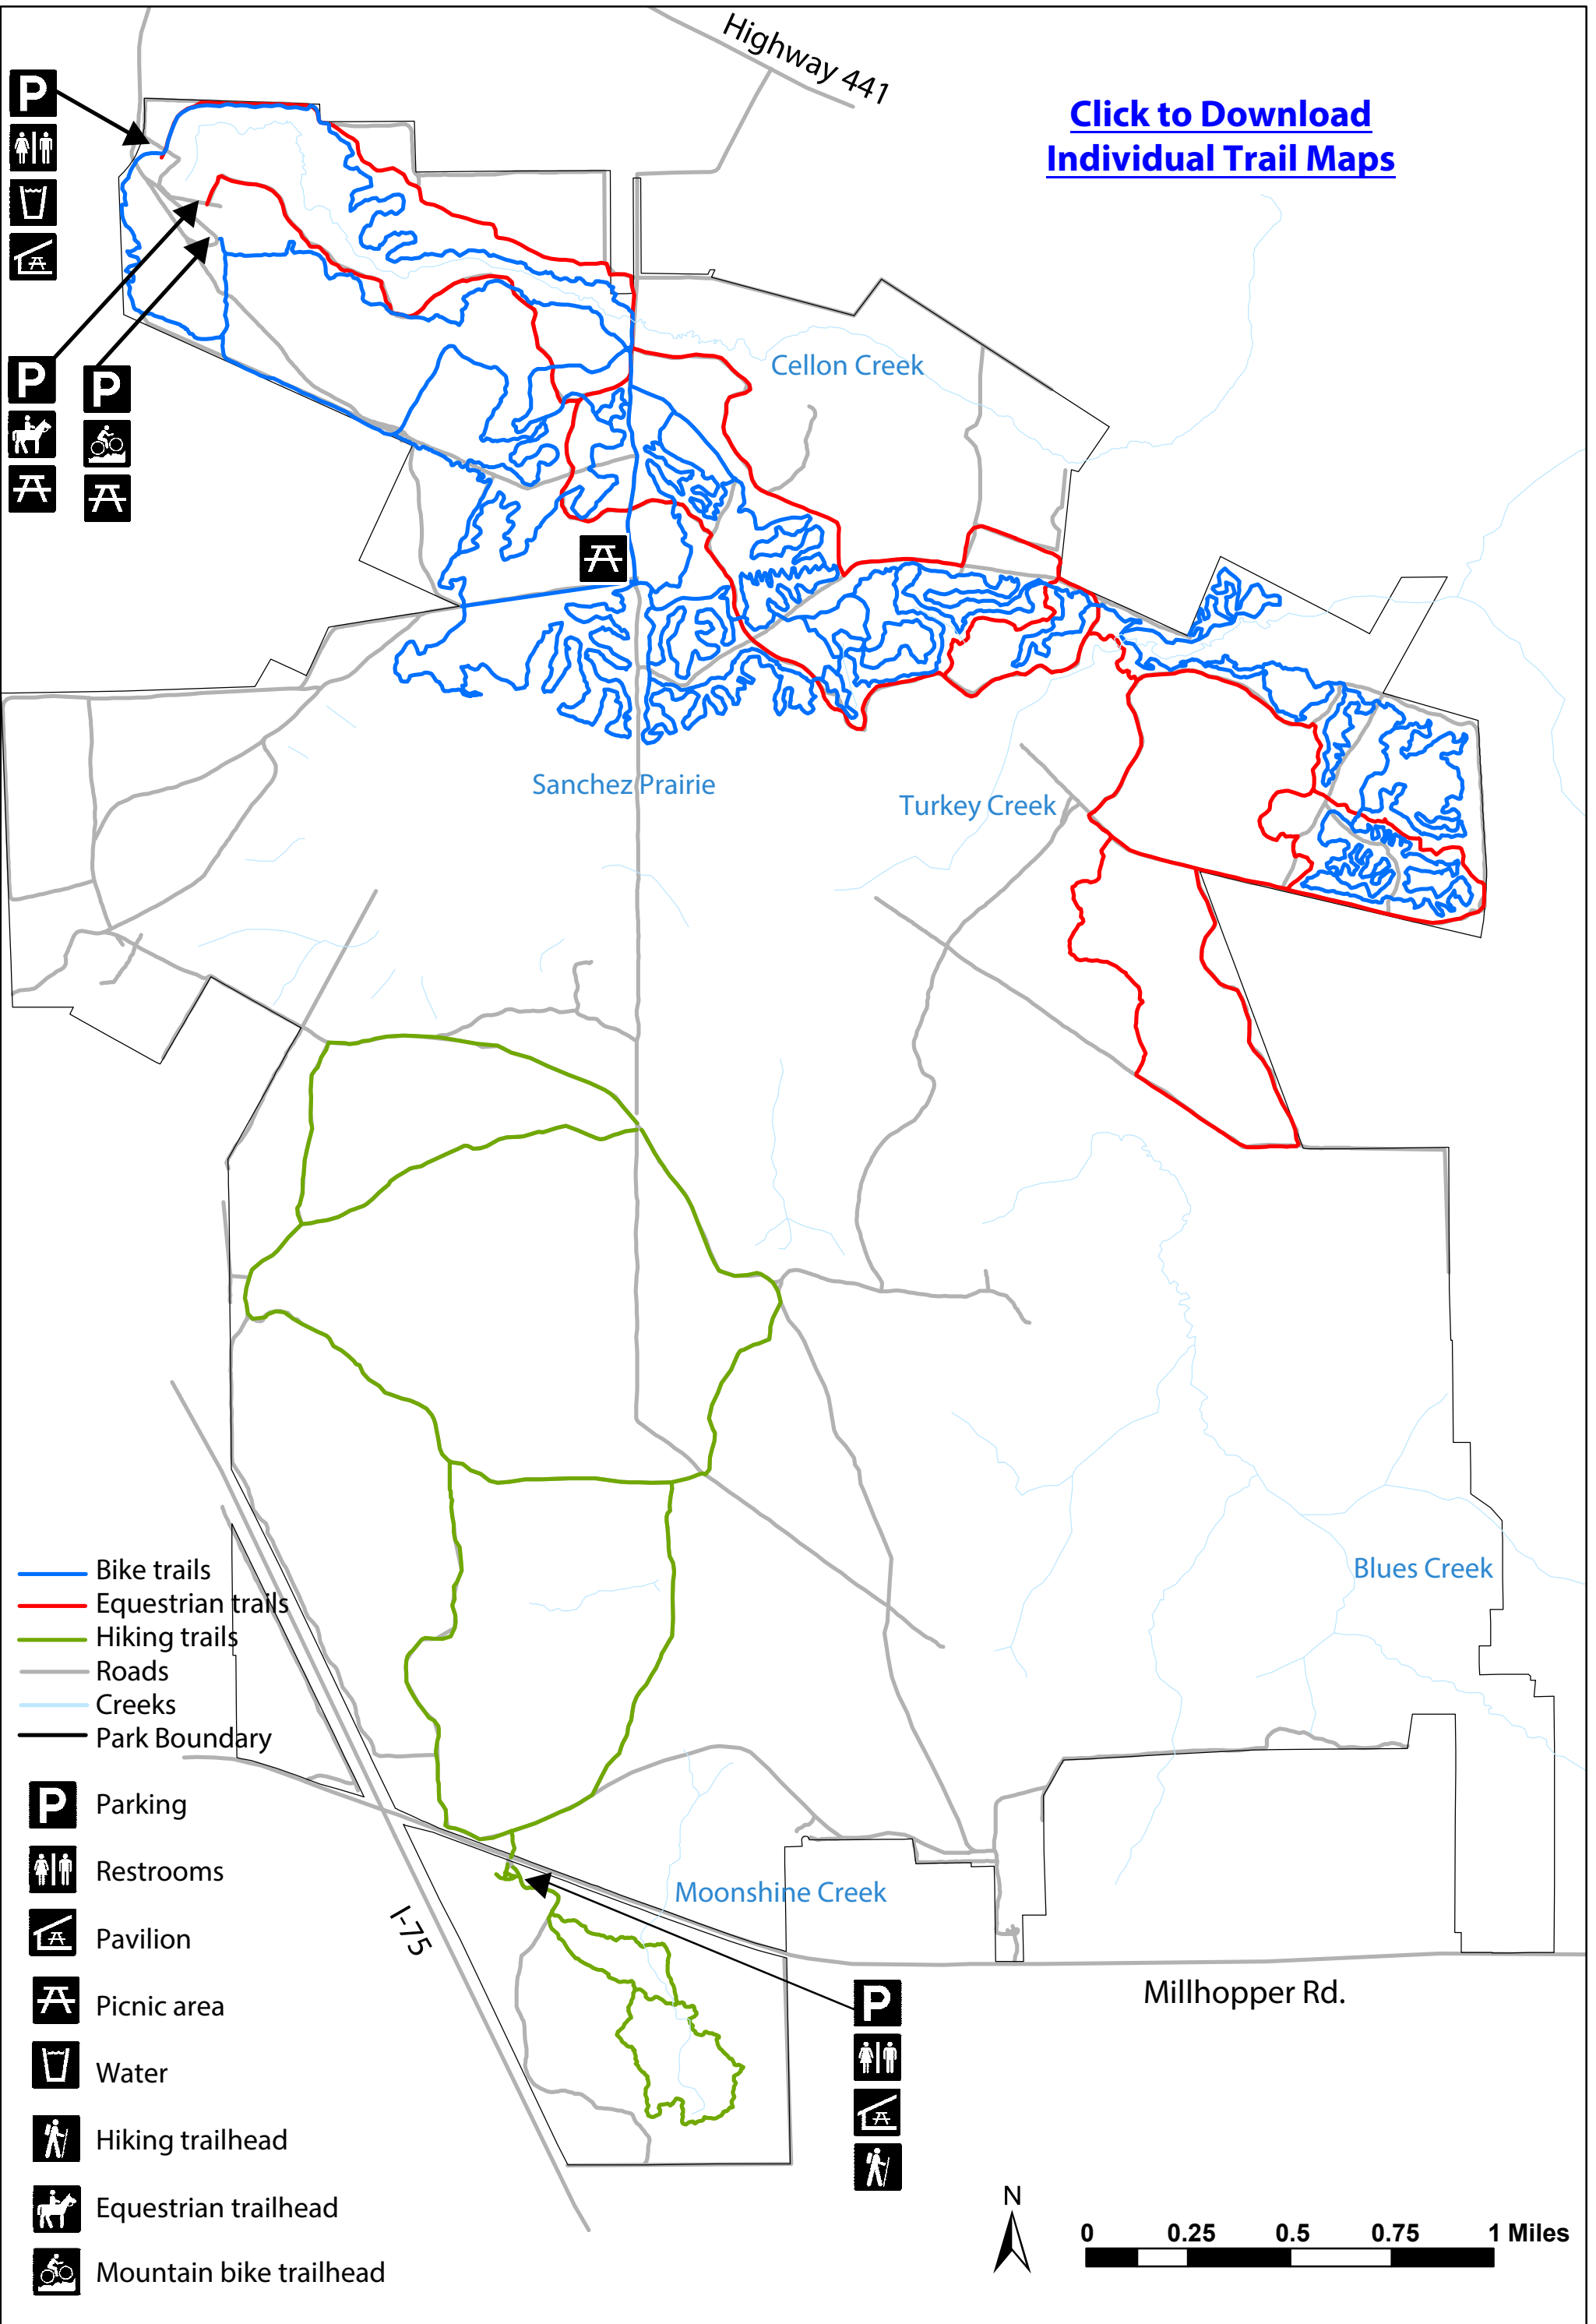 Highway 441
Click to Download
Individual Trail Maps
P
P
P
Cellon Creek
Sanchez Prairie
Turkey Creek
Blues Creek
Bike trails
Equestrian trails
Hiking trails
Roads
Creeks
Park Boundary
P Parking
Restrooms
Pavilion
Picnic area
Water
Hiking trailhead
Equestrian trailhead
Mountain bike trailhead
I-75
Moonshine Creek
P
Millhopper Rd.
N
0 0.25 0.5 0.75 1 Miles